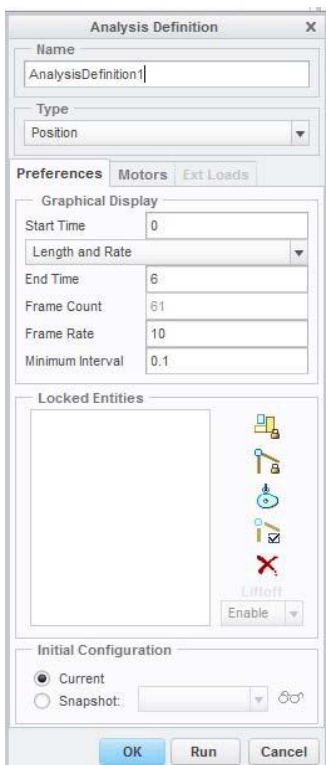 Analysis Definition X
Name
AnalysisDefinition1
Type
Position
Preferences Motors Ext Loads
Graphical Display
Start Time 0
Length and Rate
End Time 6
Frame Count 61
Frame Rate 10
Minimum Interval 0.1
Locked Entities
Liftoff
Enable
Initial Configuration
Current
Snapshot:
OK Run Cancel